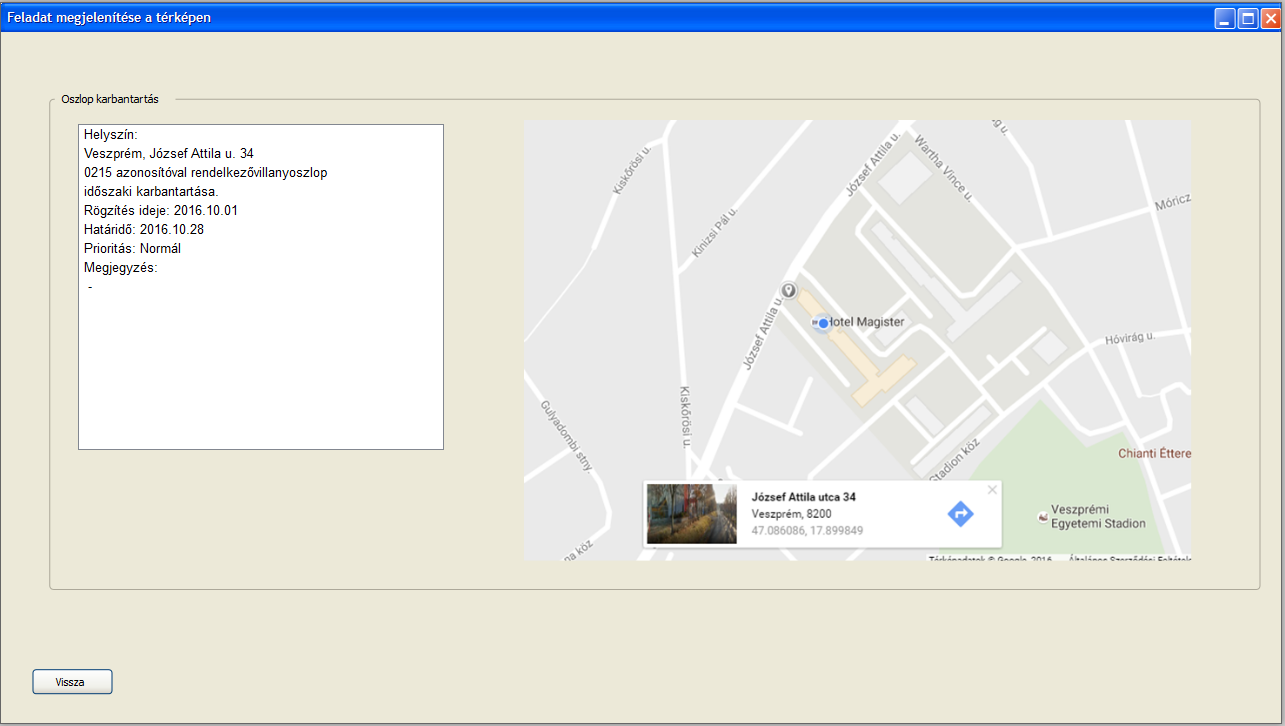 Feladat megjelenítése a térképen
Oszlop karbantartás
Helyszín:
Veszprém, József Attila u. 34
0215 azonosítóval rendelkezővillanyoszlop
időszaki karbantartása.
Rögzítés ideje: 2016.10.01
Határidő: 2016.10.28
Prioritás: Normál
Megjegyzés:
-
Kiskőrösi u.
József Attila u.
Wartha Vince u.
Kinizsi Pál u.
Móricz
Hotel Magister
József Attila u.
Hóvirág u.
Kiskőrösi u.
Gulyadombi stny.
Stadion köz
Chianti Éttere
József Attila utca 34
Veszprém, 8200
47.086086, 17.899849
Veszprémi
Egyetemi Stadion
na köz
Térképadatok © Google, 2016
Általános Szerződési Feltételek
Vissza